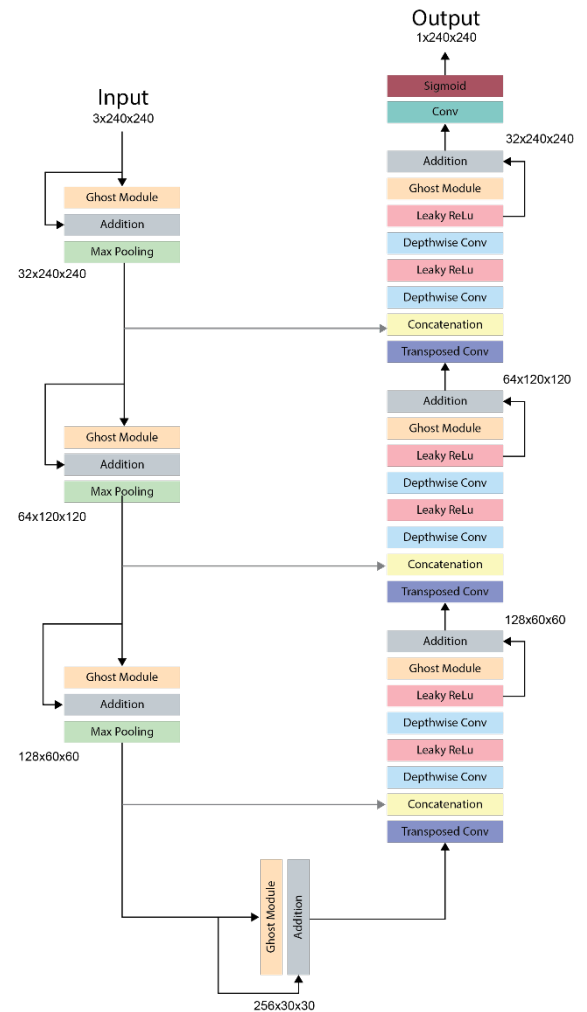 Input
3x240x240
Ghost Module
Addition
Max Pooling
32x240x240
Ghost Module
Addition
Max Pooling
64x120x120
Ghost Module
Addition
Max Pooling
128x60x60
Ghost Module
Addition
256x30x30
Output
1x240x240
Sigmoid
Conv
32x240x240
Addition
Ghost Module
Leaky ReLu
Depthwise Conv
Leaky ReLu
Depthwise Conv
Concatenation
Transposed Conv
64x120x120
Addition
Ghost Module
Leaky ReLu
Depthwise Conv
Leaky ReLu
Depthwise Conv
Concatenation
Transposed Conv
128x60x60
Addition
Ghost Module
Leaky ReLu
Depthwise Conv
Leaky ReLu
Depthwise Conv
Concatenation
Transposed Conv